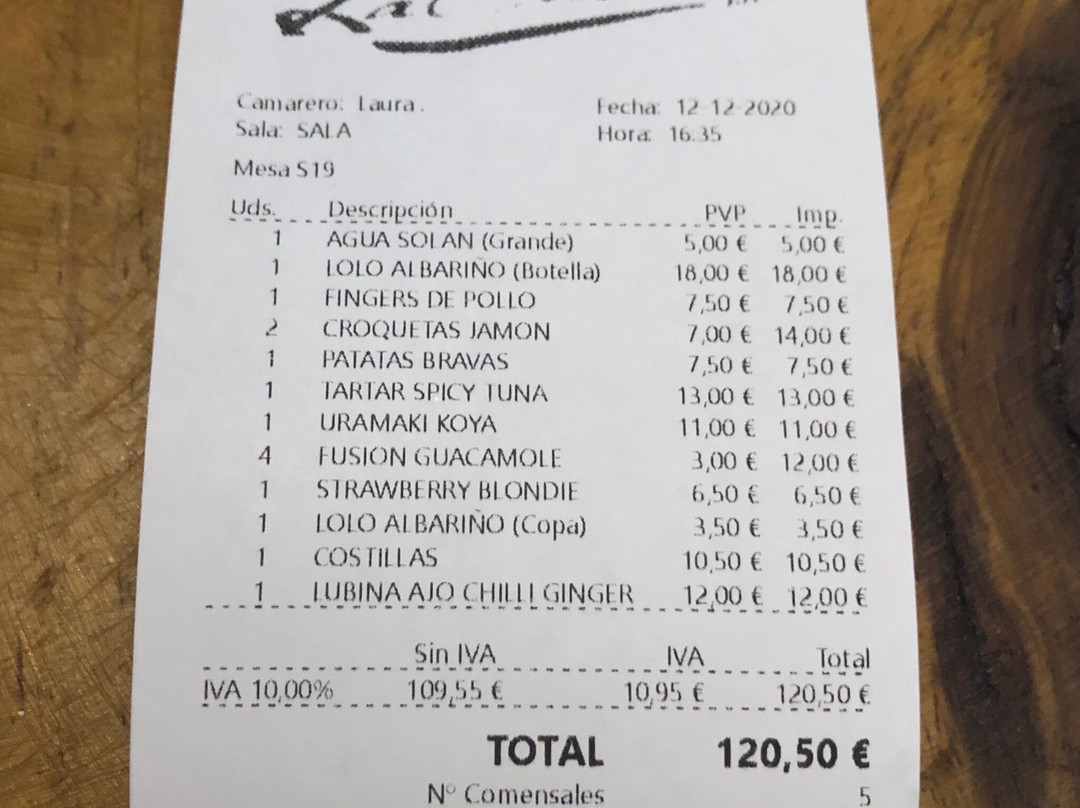 Camarero: Laura.
Fecha: 12-12-2020
Sala: SALA
Hora: 16:35
Mesa S19
Uds. Descripción PVP Imp.
1 AGUA SOLAN (Grande) 5,00 € 5,00 €
1 LOLO ALBARIÑO (Botella) 18,00 € 18,00 €
1 FINGERS DE POLLO 7,50 € 7,50 €
2 CROQUETAS JAMON 7,00 € 14,00 €
1 PATATAS BRAVAS 7,50 € 7,50 €
1 TARTAR SPICY TUNA 13,00 € 13,00 €
1 URAMAKI KOYA 11,00 € 11,00 €
4 FUSION GUACAMOLE 3,00 € 12,00 €
1 STRAWBERRY BLONDIE 6,50 € 6,50 €
1 LOLO ALBARIÑO (Copa) 3,50 € 3,50 €
1 COSTILLAS 10,50 € 10,50 €
1 LUBINA AJO CHILLI GINGER 12,00 € 12,00 €
Sin IVA IVA Total
IVA 10,00% 109,55 € 10,95 € 120,50 €
TOTAL 120,50 €
Nº Comensales 5